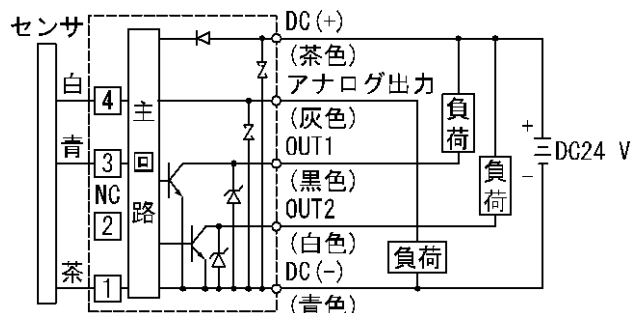 センサ
白
青
NC
茶
4
3
2
1
主回路
DC(+)
(茶色)
アナログ出力
(灰色)
OUT1
(黒色)
OUT2
(白色)
DC(-)
(青色)
負荷
負荷
負荷
+
DC24 V
-